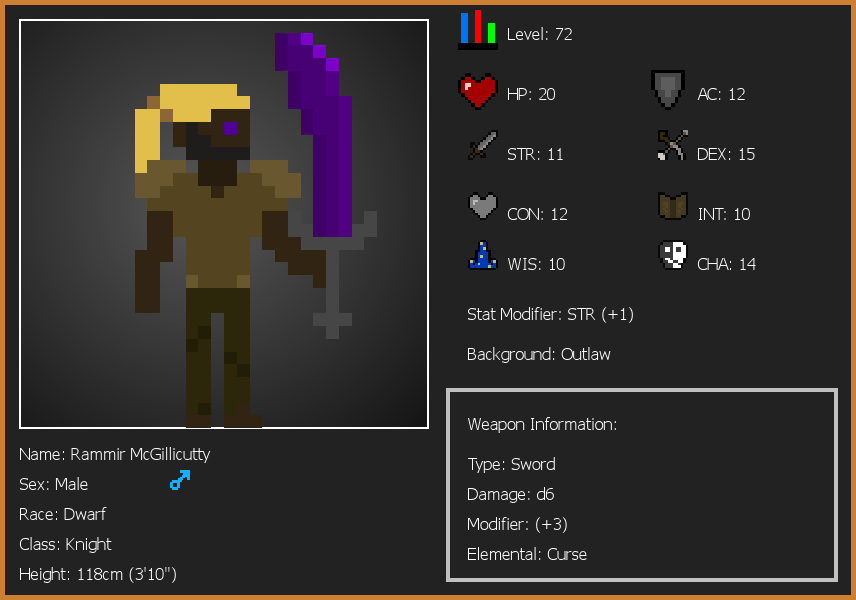 Level: 72
HP: 20
AC: 12
STR: 11
DEX: 15
CON: 12
INT: 10
WIS: 10
CHA: 14
Stat Modifier: STR (+1)
Background: Outlaw
Weapon Information:
Type: Sword
Damage: d6
Modifier: (+3)
Elemental: Curse
Name: Rammir McGillicutty
Sex: Male
Race: Dwarf
Class: Knight
Height: 118cm (3'10")